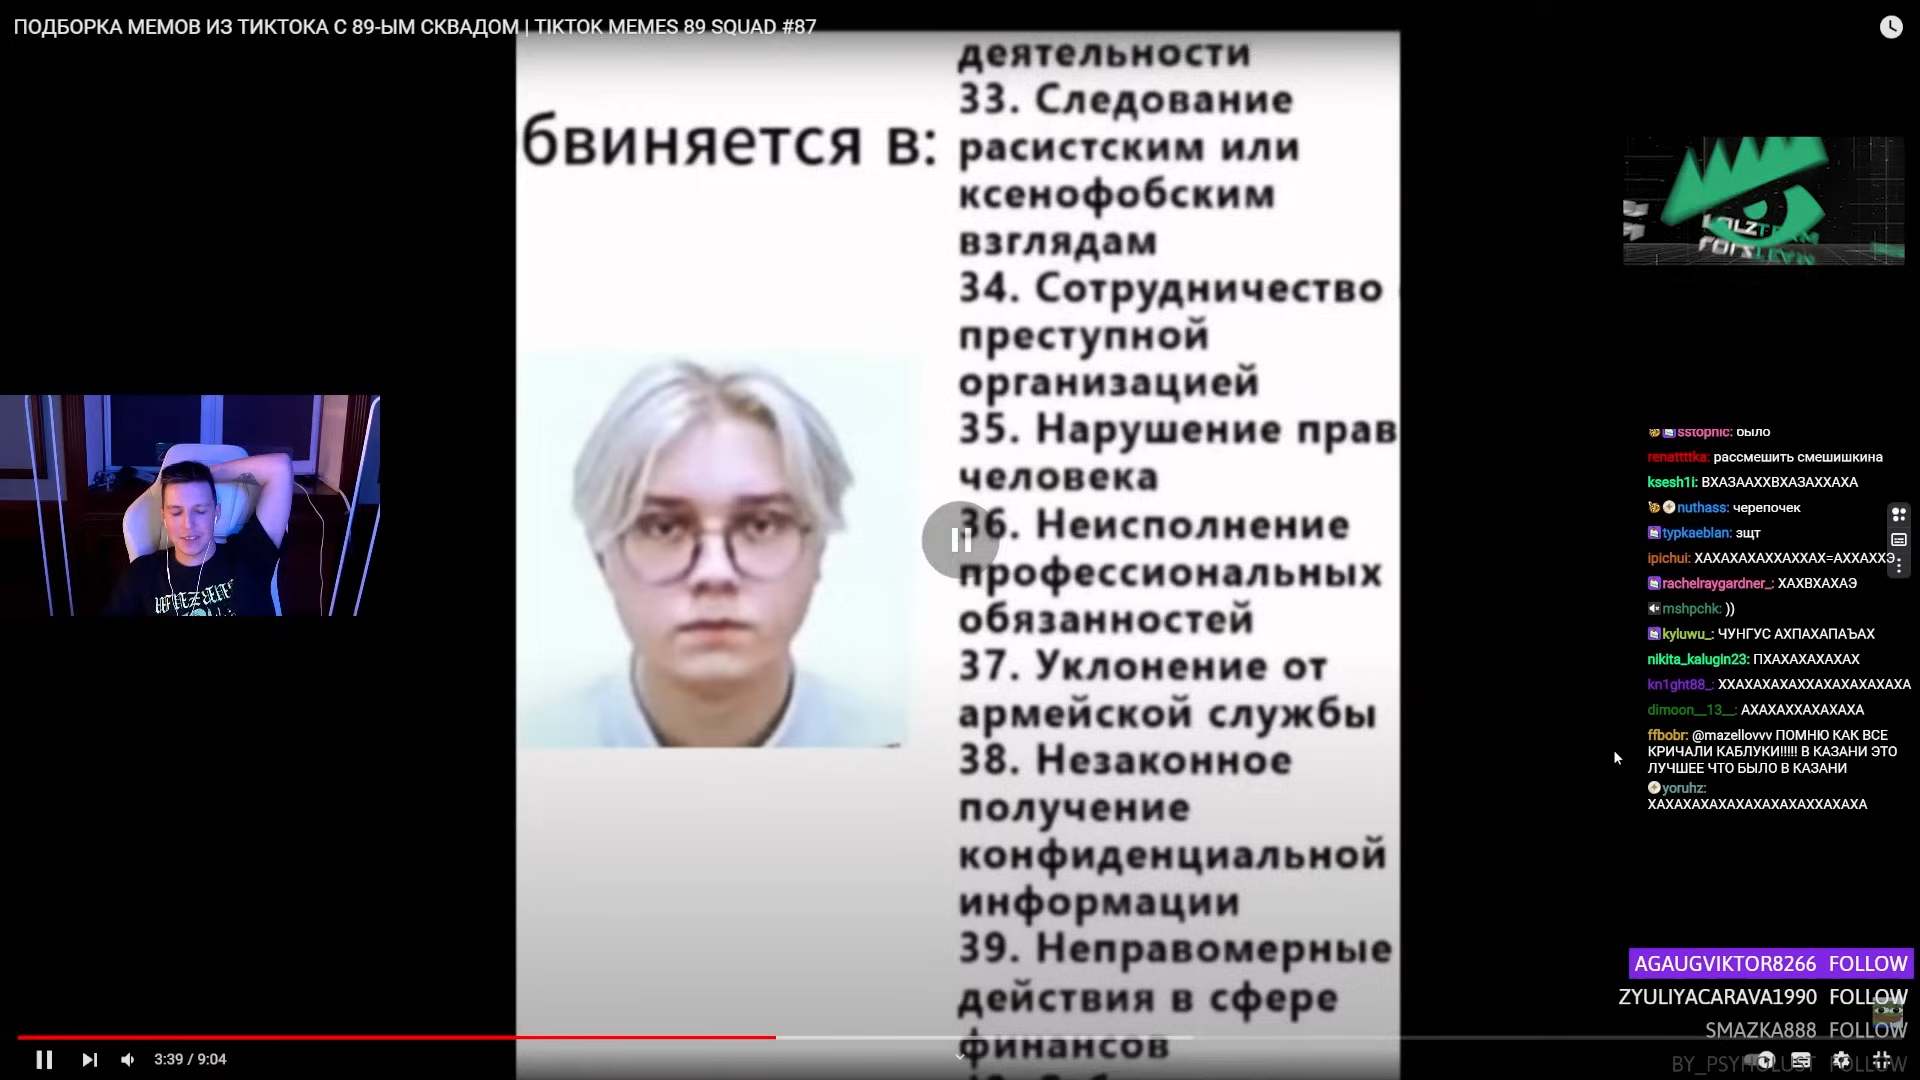 ПОДБОРКА МЕМОВ ИЗ ТИКТОКА С 89-ЫМ СКВАДОМ | TIKTOK MEMES 89 SQUAD #87
бвиняется в:
деятельности
33. Следование
расистским или
ксенофобским
взглядам
34. Сотрудничество
преступной
организацией
35. Нарушение прав
человека
36. Неисполнение
профессиональных
обязанностей
37. Уклонение от
армейской службы
38. Незаконное
получение
конфиденциальной
информации
39. Неправомерные
действия в сфере
финансов
sstopnic: было
renattttka: рассмешить смешишкина
ksesh1i: ВХАЗААХХВХАЗАХХАХА
nuthass: черепочек
typkaeblan: зщт
ipichui: ХАХАХАХАХХАХХАХ=АХХАХХЭ
rachelraygardner_: ХАХВХАХАЭ
mshpchk: ))
kyluwu_: ЧУНГУС АХПАХАПАЪАХ
nikita_kalugin23: ПХАХАХАХАХАХ
kn1ght88_: ХХАХАХАХАХХАХАХАХАХАХА
dimoon__13__: АХАХАХХАХАХАХА
ffbobr: @mazellovvv ПОМНЮ КАК ВСЕ
КРИЧАЛИ КАБЛУКИ!!!!! В КАЗАНИ ЭТО
ЛУЧШЕЕ ЧТО БЫЛО В КАЗАНИ
yoruhz:
ХАХАХАХАХАХАХАХАХАХХАХАХА
AGAUGVIKTOR8266 FOLLOW
ZYULIYACARAVA1990 FOLLOW
SMAZKA888 FOLLOW
BY_PSYHOLUST FOLLOW
3:39 / 9:04